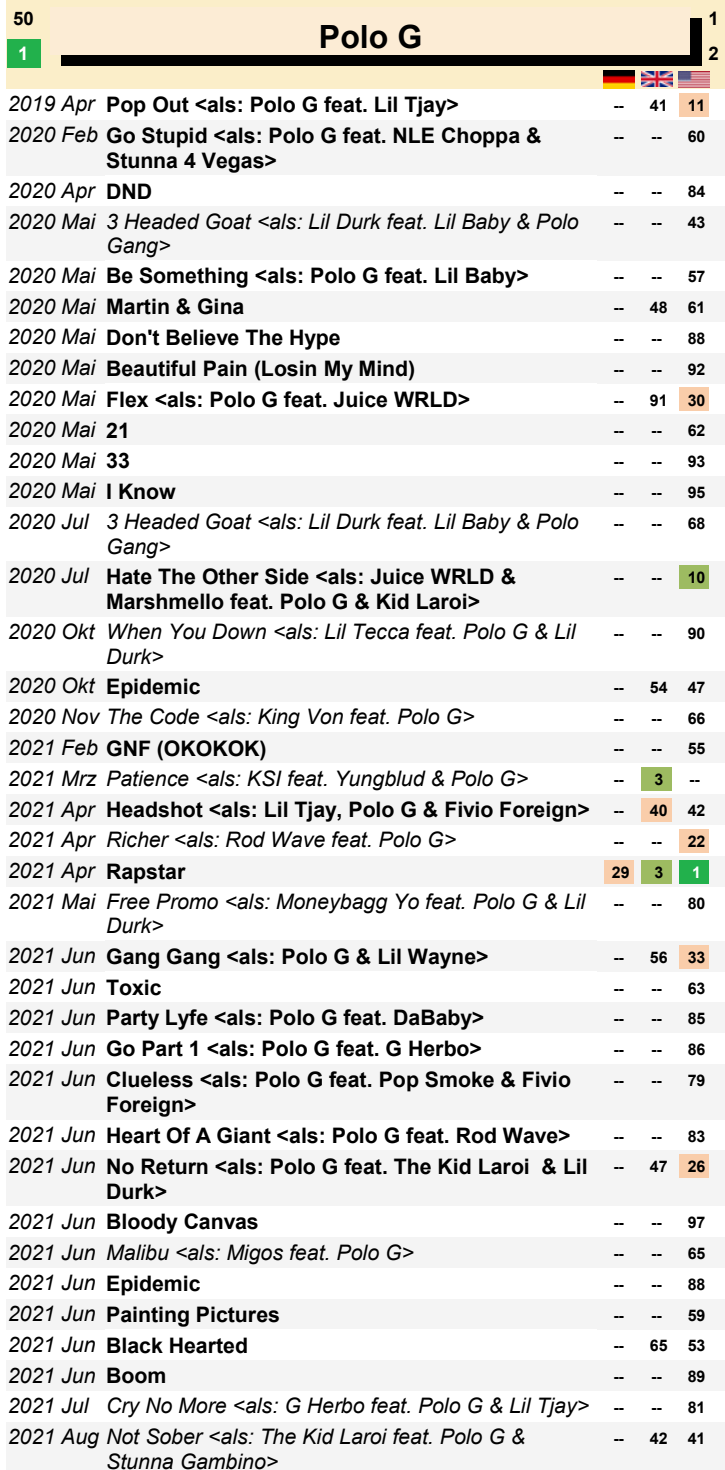 50
1
Polo G
1
2
2019 Apr Pop Out <als: Polo G feat. Lil Tjay> -- 41 11
2020 Feb Go Stupid <als: Polo G feat. NLE Choppa & -- -- 60
Stunna 4 Vegas>
2020 Apr DND -- -- 84
2020 Mai 3 Headed Goat <als: Lil Durk feat. Lil Baby & Polo -- -- 43
Gang>
2020 Mai Be Something <als: Polo G feat. Lil Baby> -- -- 57
2020 Mai Martin & Gina -- 48 61
2020 Mai Don't Believe The Hype -- -- 88
2020 Mai Beautiful Pain (Losin My Mind) -- -- 92
2020 Mai Flex <als: Polo G feat. Juice WRLD> -- 91 30
2020 Mai 21 -- -- 62
2020 Mai 33 -- -- 93
2020 Mai I Know -- -- 95
2020 Jul 3 Headed Goat <als: Lil Durk feat. Lil Baby & Polo -- -- 68
Gang>
2020 Jul Hate The Other Side <als: Juice WRLD & -- -- 10
Marshmello feat. Polo G & Kid Laroi>
2020 Okt When You Down <als: Lil Tecca feat. Polo G & Lil -- -- 90
Durk>
2020 Okt Epidemic -- 54 47
2020 Nov The Code <als: King Von feat. Polo G> -- -- 66
2021 Feb GNF (OKOKOK) -- -- 55
2021 Mrz Patience <als: KSI feat. Yungblud & Polo G> -- 3 --
2021 Apr Headshot <als: Lil Tjay, Polo G & Fivio Foreign> -- 40 42
2021 Apr Richer <als: Rod Wave feat. Polo G> -- -- 22
2021 Apr Rapstar 29 3 1
2021 Mai Free Promo <als: Moneybagg Yo feat. Polo G & Lil -- -- 80
Durk>
2021 Jun Gang Gang <als: Polo G & Lil Wayne> -- 56 33
2021 Jun Toxic -- -- 63
2021 Jun Party Lyfe <als: Polo G feat. DaBaby> -- -- 85
2021 Jun Go Part 1 <als: Polo G feat. G Herbo> -- -- 86
2021 Jun Clueless <als: Polo G feat. Pop Smoke & Fivio -- -- 79
Foreign>
2021 Jun Heart Of A Giant <als: Polo G feat. Rod Wave> -- -- 83
2021 Jun No Return <als: Polo G feat. The Kid Laroi & Lil -- 47 26
Durk>
2021 Jun Bloody Canvas -- -- 97
2021 Jun Malibu <als: Migos feat. Polo G> -- -- 65
2021 Jun Epidemic -- -- 88
2021 Jun Painting Pictures -- -- 59
2021 Jun Black Hearted -- 65 53
2021 Jun Boom -- -- 89
2021 Jul Cry No More <als: G Herbo feat. Polo G & Lil Tjay> -- -- 81
2021 Aug Not Sober <als: The Kid Laroi feat. Polo G & -- 42 41
Stunna Gambino>